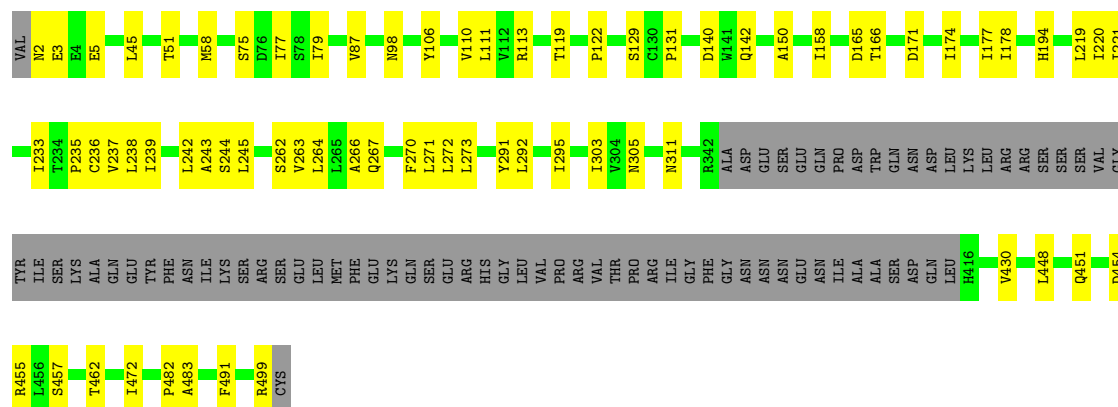 VAL N2 E3 E4 E5 L45 T51 M58 S75 D76 I77 S78 I79 V87 N98 Y106 V110 L111 V112 R113 T119 P122 S129 C130 P131 D140 W141 Q142 A150 I158 D165 T166 D171 I174 I177 I178 H194 L219 I220
I233 T234 P235 C236 V237 L238 I239 L242 A243 S244 L245 S262 V263 L264 L265 A266 Q267 F270 L271 L272 L273 Y291 L292 I295 I303 V304 N305 N311 R342 ALA ASP GLU SER GLU GLN PRO ASP TRP GLN ASN ASP LEU LYS LEU ARG ARG SER SER SER VAL GLY
TYR ILE SER LYS ALA GLN GLU TYR PHE ASN ILE LYS SER ARG SER GLU LEU MET PHE GLU LYS GLN SER GLU ARG HIS GLY LEU VAL PRO ARG VAL THR PRO ARG ILE GLY PHE GLY ASN ASN ASN GLU ASN ILE ALA ALA SER ASP GLN LEU H416 V430 L448 Q451
R455 L456 S457 T462 I472 P482 A483 F491 R499 CYS